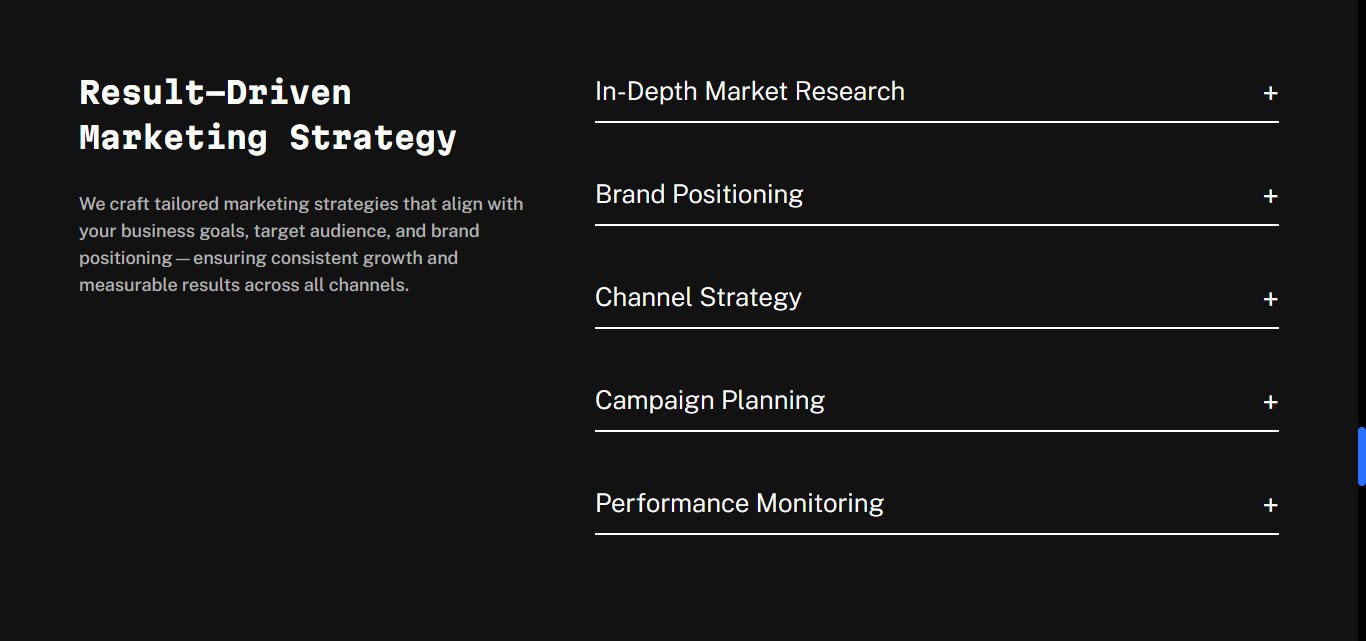 Result–Driven
Marketing Strategy
We craft tailored marketing strategies that align with
your business goals, target audience, and brand
positioning — ensuring consistent growth and
measurable results across all channels.
In-Depth Market Research +
Brand Positioning +
Channel Strategy +
Campaign Planning +
Performance Monitoring +